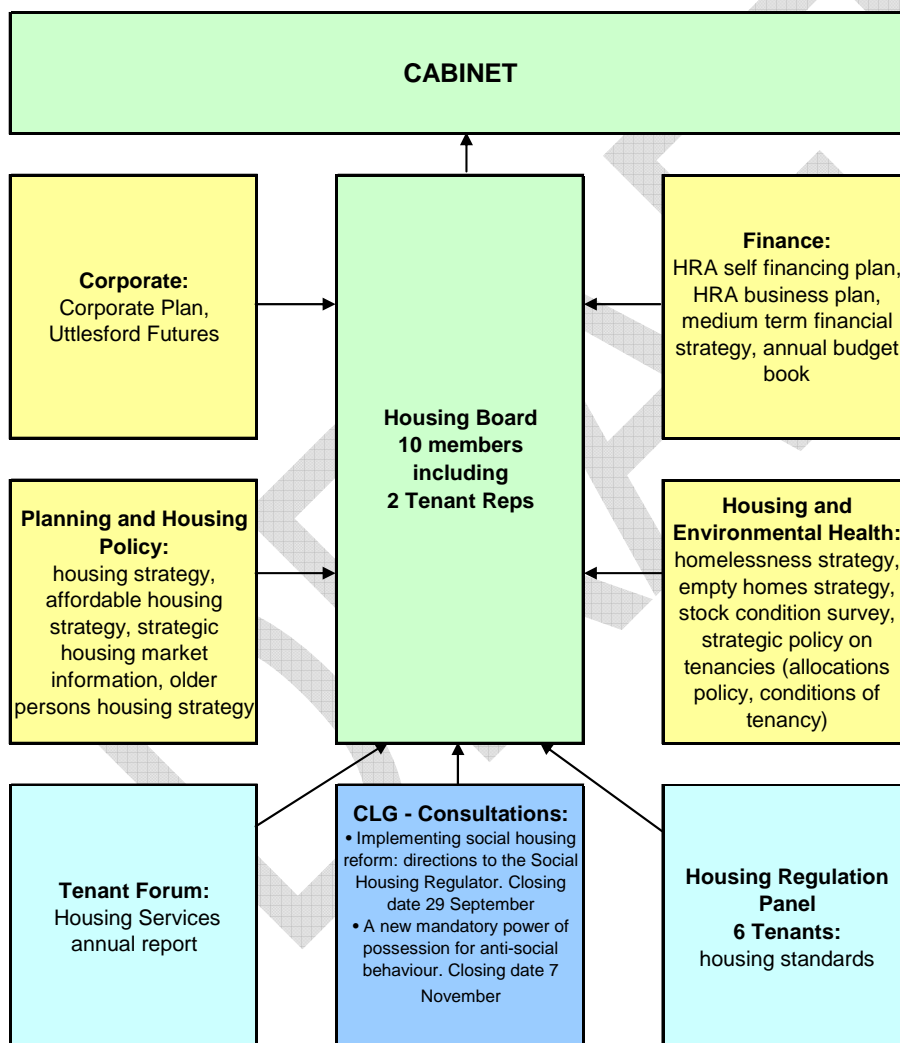 CABINET
Corporate:
Corporate Plan,
Uttlesford Futures
Housing Board
10 members
including
2 Tenant Reps
Finance:
HRA self financing plan,
HRA business plan,
medium term financial
strategy, annual budget
book
Planning and Housing
Policy:
housing strategy,
affordable housing
strategy, strategic
housing market
information, older
persons housing strategy
Housing and
Environmental Health:
homelessness strategy,
empty homes strategy,
stock condition survey,
strategic policy on
tenancies (allocations
policy, conditions of
tenancy)
Tenant Forum:
Housing Services
annual report
CLG - Consultations:
• Implementing social housing
reform: directions to the Social
Housing Regulator. Closing
date 29 September
• A new mandatory power of
possession for anti-social
behaviour. Closing date 7
November
Housing Regulation
Panel
6 Tenants:
housing standards